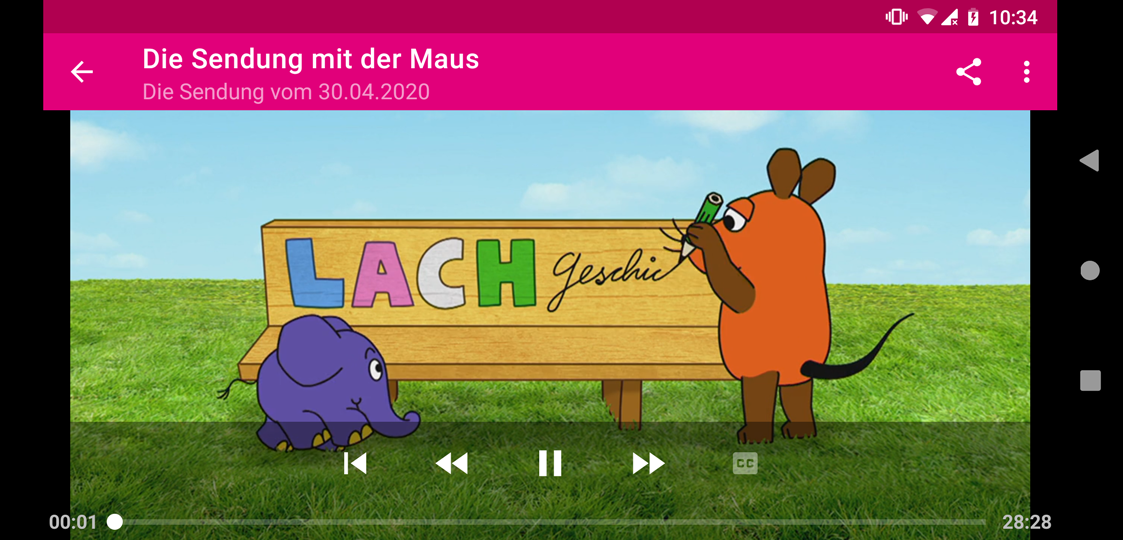 10:34
Die Sendung mit der Maus
Die Sendung vom 30.04.2020
LACH geschic
CC
00:01 28:28